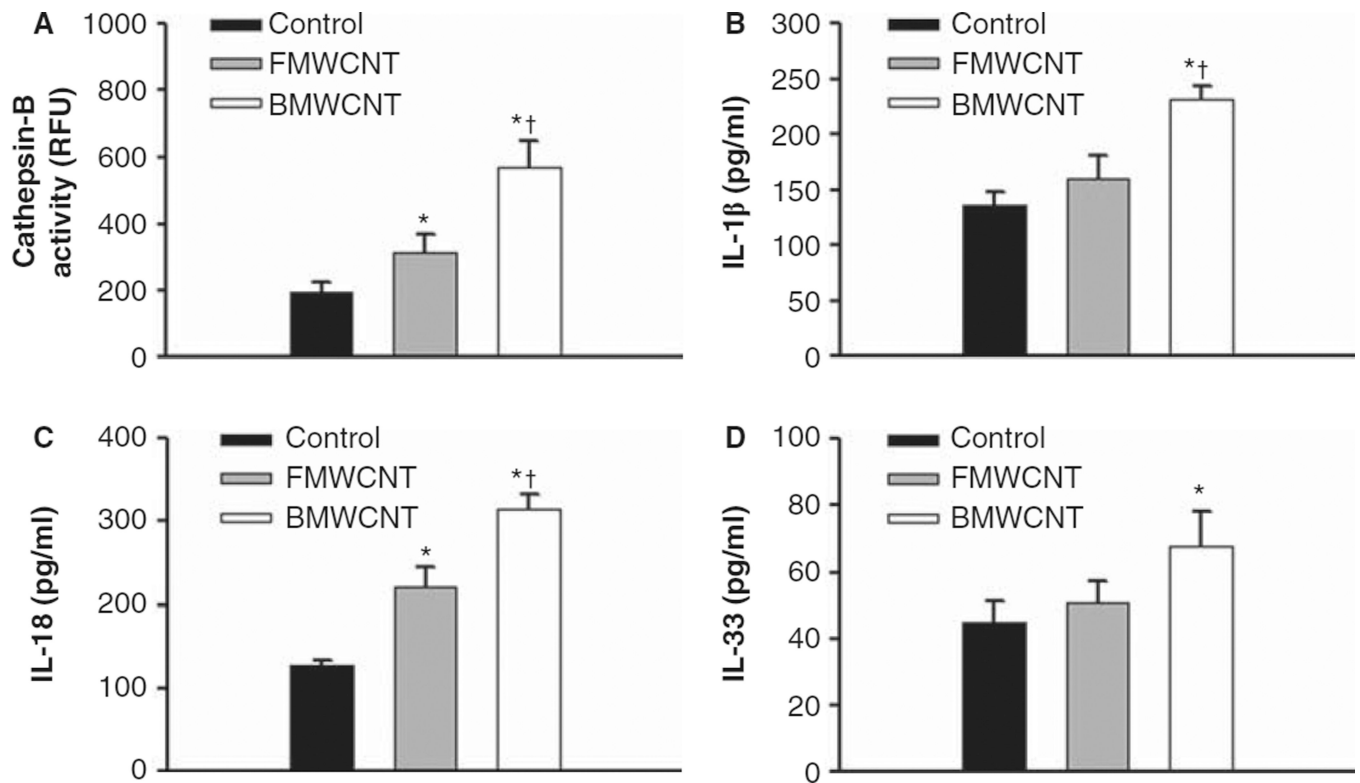 A
Cathepsin-B
activity (RFU)
1000
800
600
400
200
0
Control
FMWCNT
BMWCNT
*
*†
B
IL-1β (pg/ml)
300
250
200
150
100
50
0
Control
FMWCNT
BMWCNT
*†
C
IL-18 (pg/ml)
400
300
200
100
0
Control
FMWCNT
BMWCNT
*
*†
D
IL-33 (pg/ml)
100
80
60
40
20
0
Control
FMWCNT
BMWCNT
*